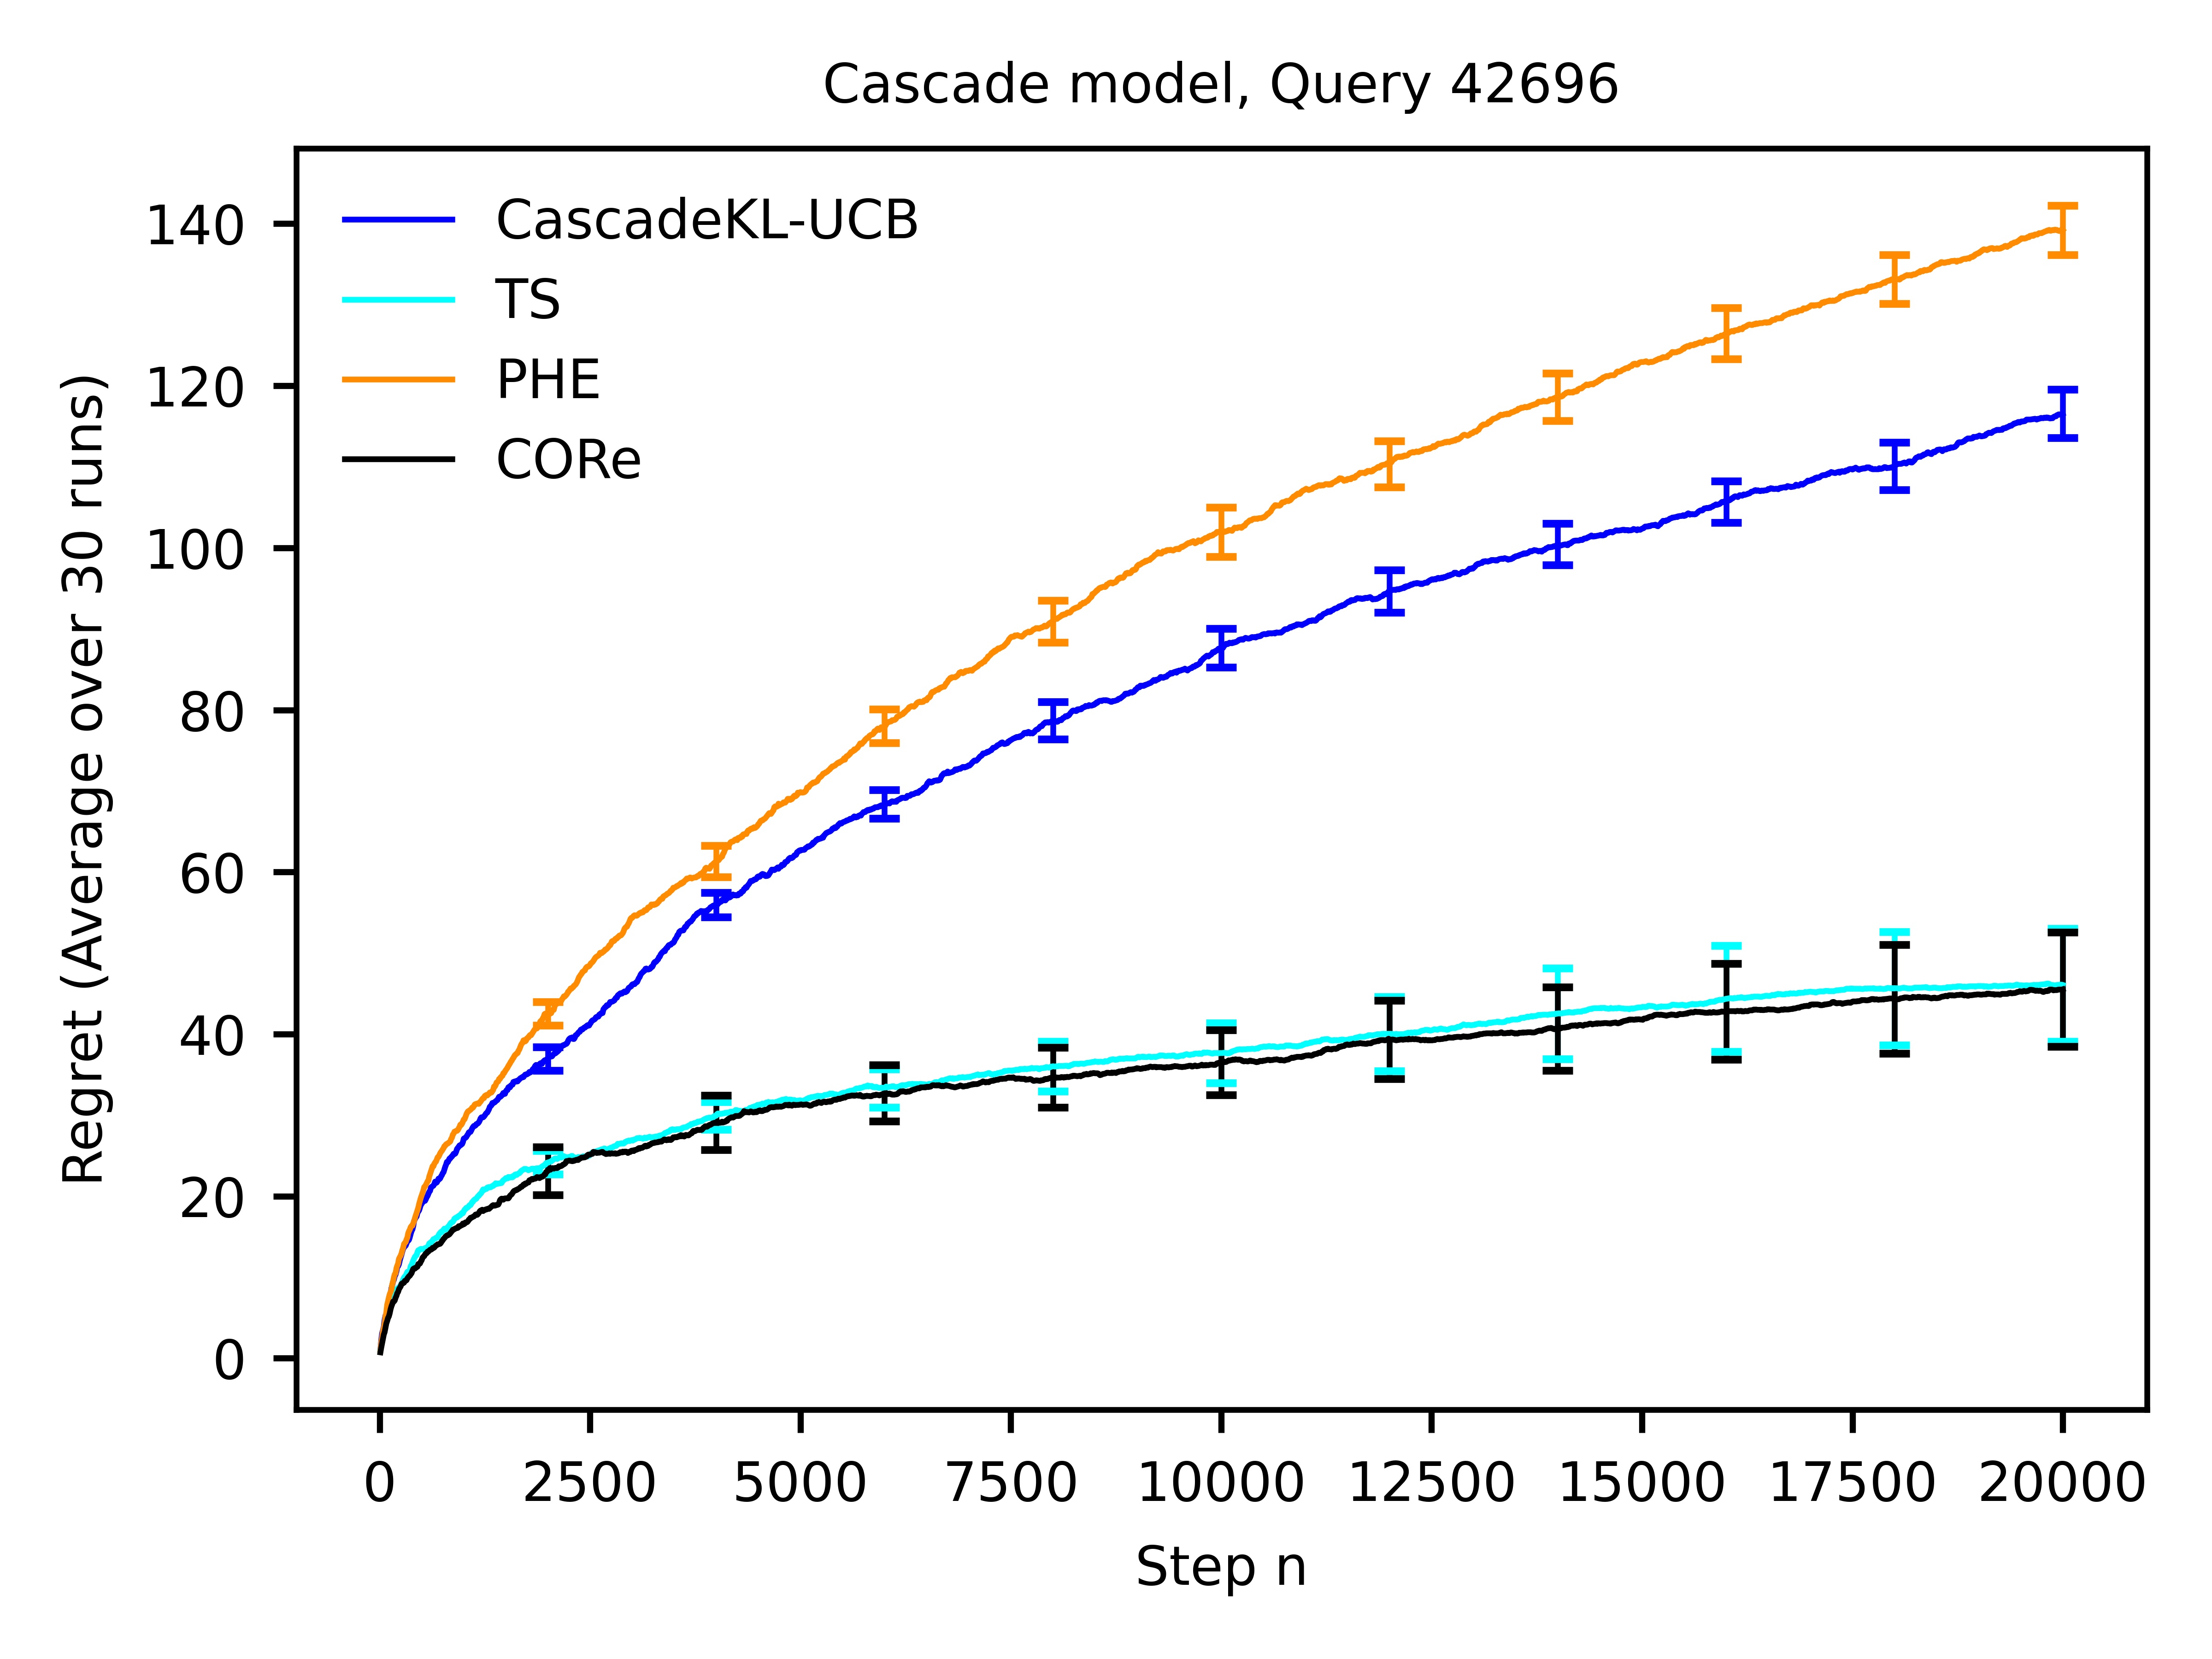 Cascade model, Query 42696
CascadeKL-UCB
TS
PHE
CORe
Regret (Average over 30 runs)
140
120
100
80
60
40
20
0
0 2500 5000 7500 10000 12500 15000 17500 20000
Step n